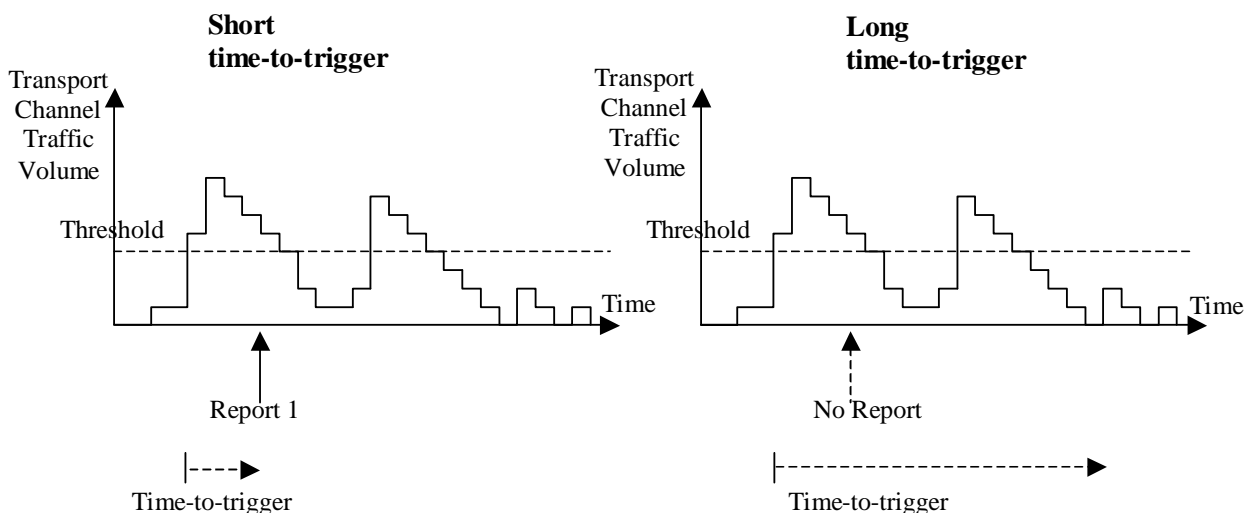 Short
time-to-trigger
Transport
Channel
Traffic
Volume
Threshold
Time
Report 1
Time-to-trigger
Long
time-to-trigger
Transport
Channel
Traffic
Volume
Threshold
Time
No Report
Time-to-trigger